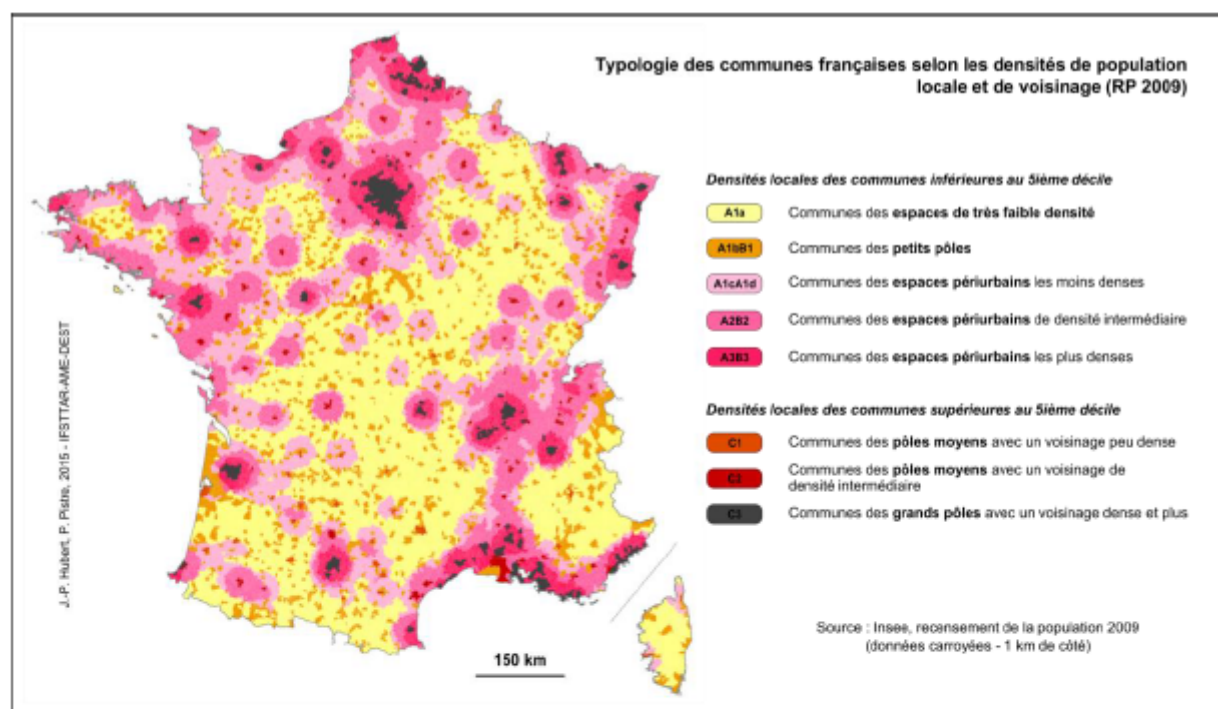 Typologie des communes françaises selon les densités de population
locale et de voisinage (RP 2009)
Densités locales des communes inférieures au 5ième décile
A1a Communes des espaces de très faible densité
A1bB1 Communes des petits pôles
A1cA1d Communes des espaces périurbains les moins denses
A2B2 Communes des espaces périurbains de densité intermédiaire
A3B3 Communes des espaces périurbains les plus denses
Densités locales des communes supérieures au 5ième décile
C1 Communes des pôles moyens avec un voisinage peu dense
C2 Communes des pôles moyens avec un voisinage de
densité intermédiaire
C3 Communes des grands pôles avec un voisinage dense et plus
J.-P. Hubert, P. Pistre, 2015 - IFSTTAR-AME-DEST
150 km
Source : Insee, recensement de la population 2009
(données carroyées - 1 km de côté)